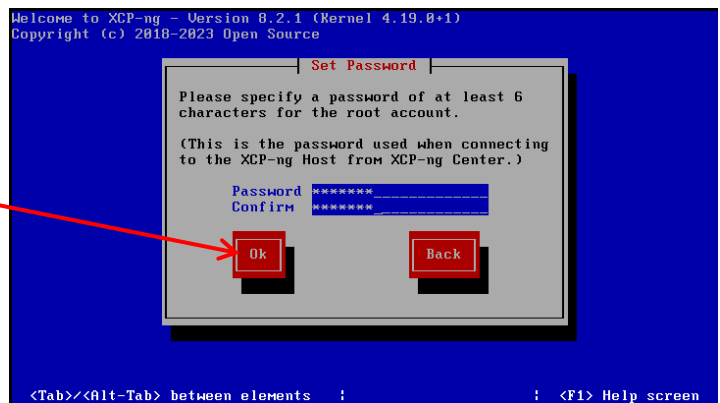 Welcome to XCP-ng - Version 8.2.1 (Kernel 4.19.0+1)
Copyright (c) 2018-2023 Open Source
Set Password
Please specify a password of at least 6
characters for the root account.
(This is the password used when connecting
to the XCP-ng Host from XCP-ng Center.)
Password *******_____________
Confirm *******_____________
Ok Back
<Tab>/<Alt-Tab> between elements ¦ ¦ <F1> Help screen